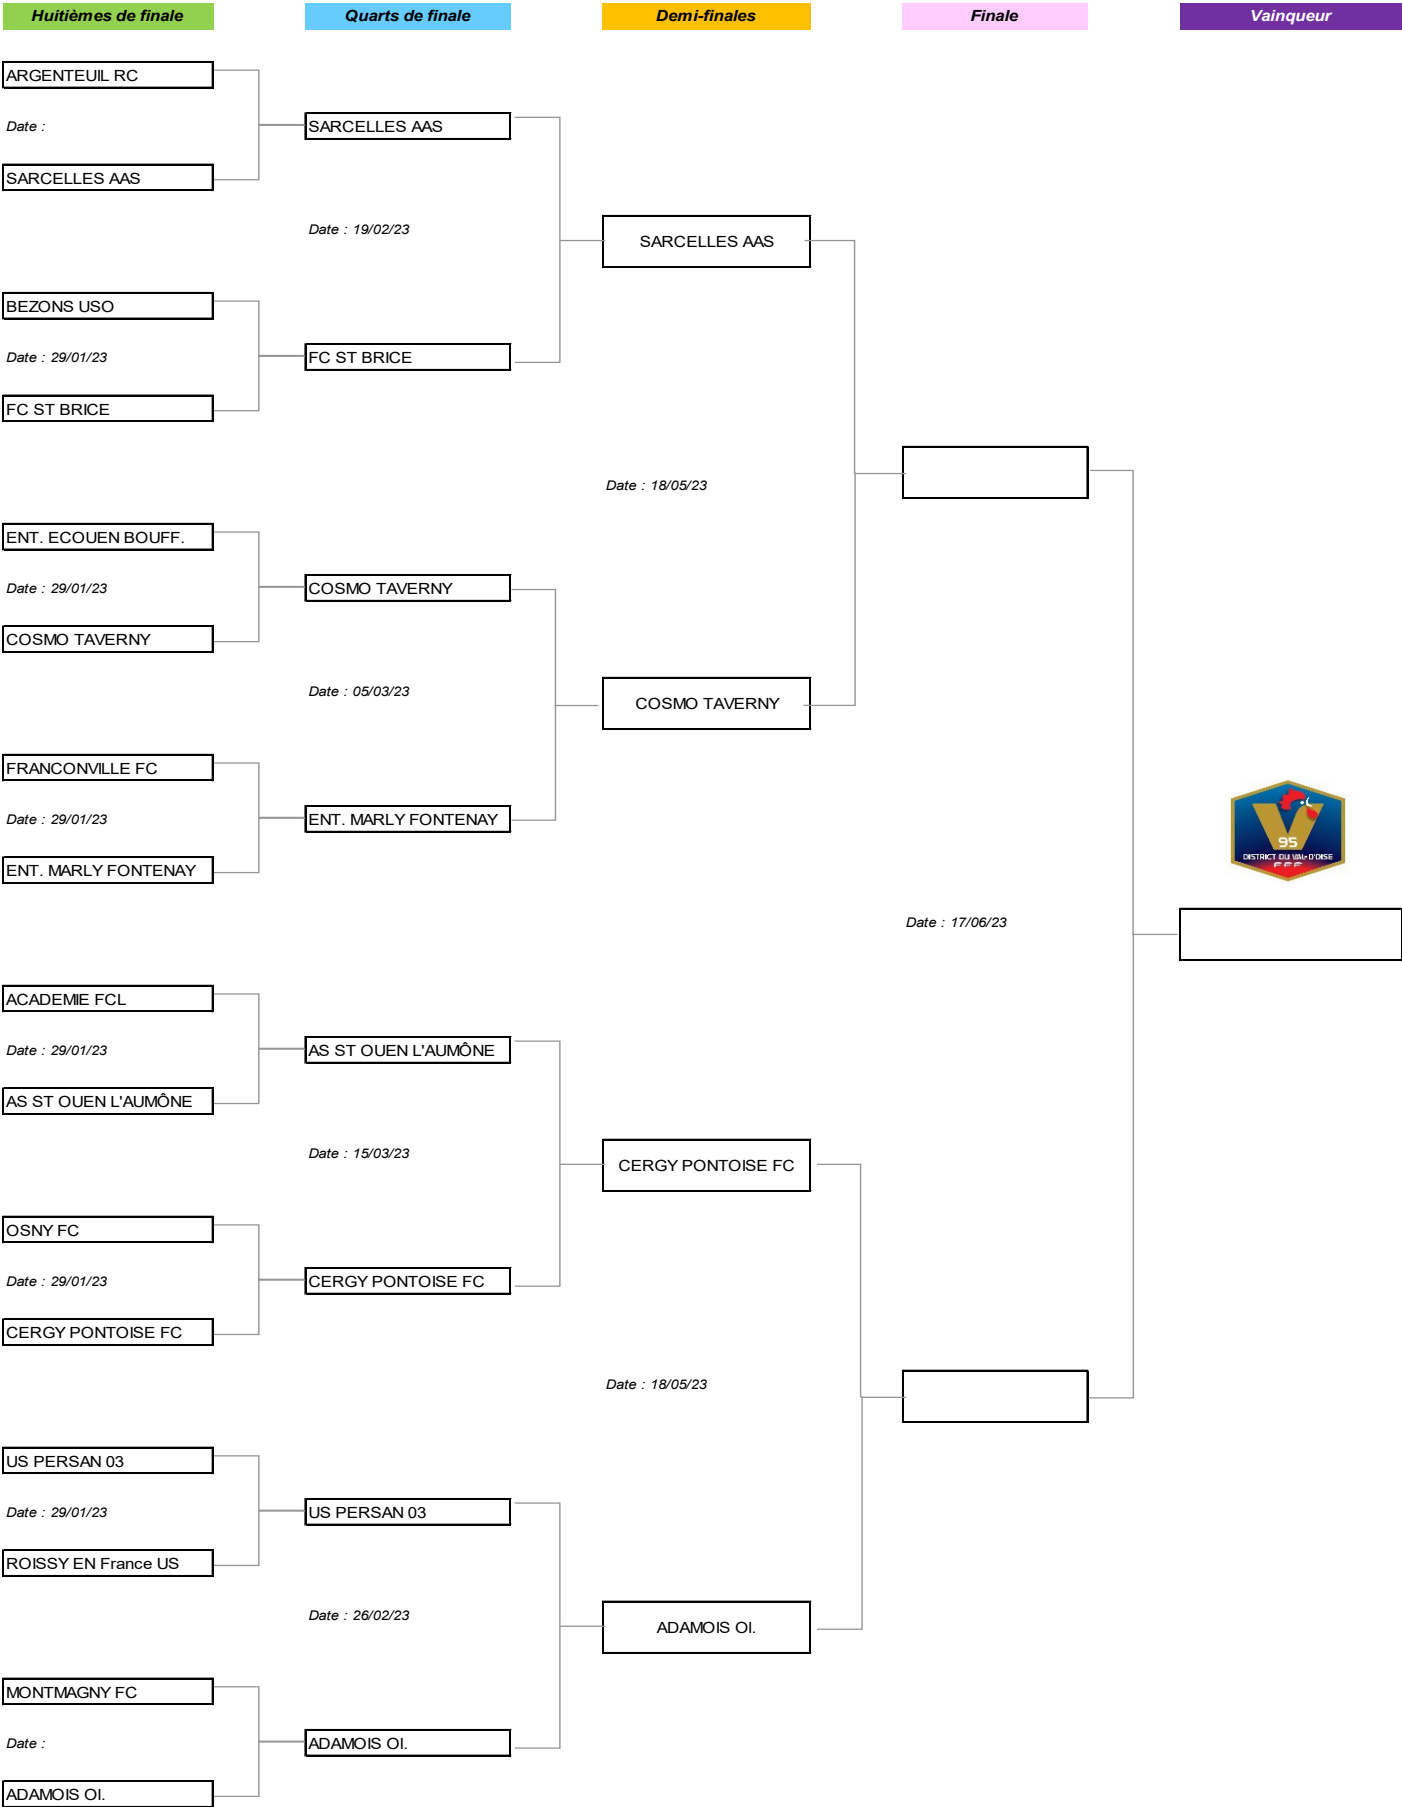 Huitièmes de finale
Quarts de finale
Demi-finales
Finale
Vainqueur
ARGENTEUIL RC
Date :
SARCELLES AAS
SARCELLES AAS
Date : 19/02/23
SARCELLES AAS
BEZONS USO
Date : 29/01/23
FC ST BRICE
FC ST BRICE
Date : 18/05/23
ENT. ECOUEN BOUFF.
Date : 29/01/23
COSMO TAVERNY
COSMO TAVERNY
Date : 05/03/23
COSMO TAVERNY
FRANCONVILLE FC
Date : 29/01/23
ENT. MARLY FONTENAY
ENT. MARLY FONTENAY
95
DISTRICT DU VAL D'OISE
FFF
Date : 17/06/23
ACADEMIE FCL
Date : 29/01/23
AS ST OUEN L'AUMÔNE
AS ST OUEN L'AUMÔNE
Date : 15/03/23
CERGY PONTOISE FC
OSNY FC
Date : 29/01/23
CERGY PONTOISE FC
CERGY PONTOISE FC
Date : 18/05/23
US PERSAN 03
Date : 29/01/23
ROISSY EN France US
US PERSAN 03
Date : 26/02/23
ADAMOIS OI.
MONTMAGNY FC
Date :
ADAMOIS OI.
ADAMOIS OI.